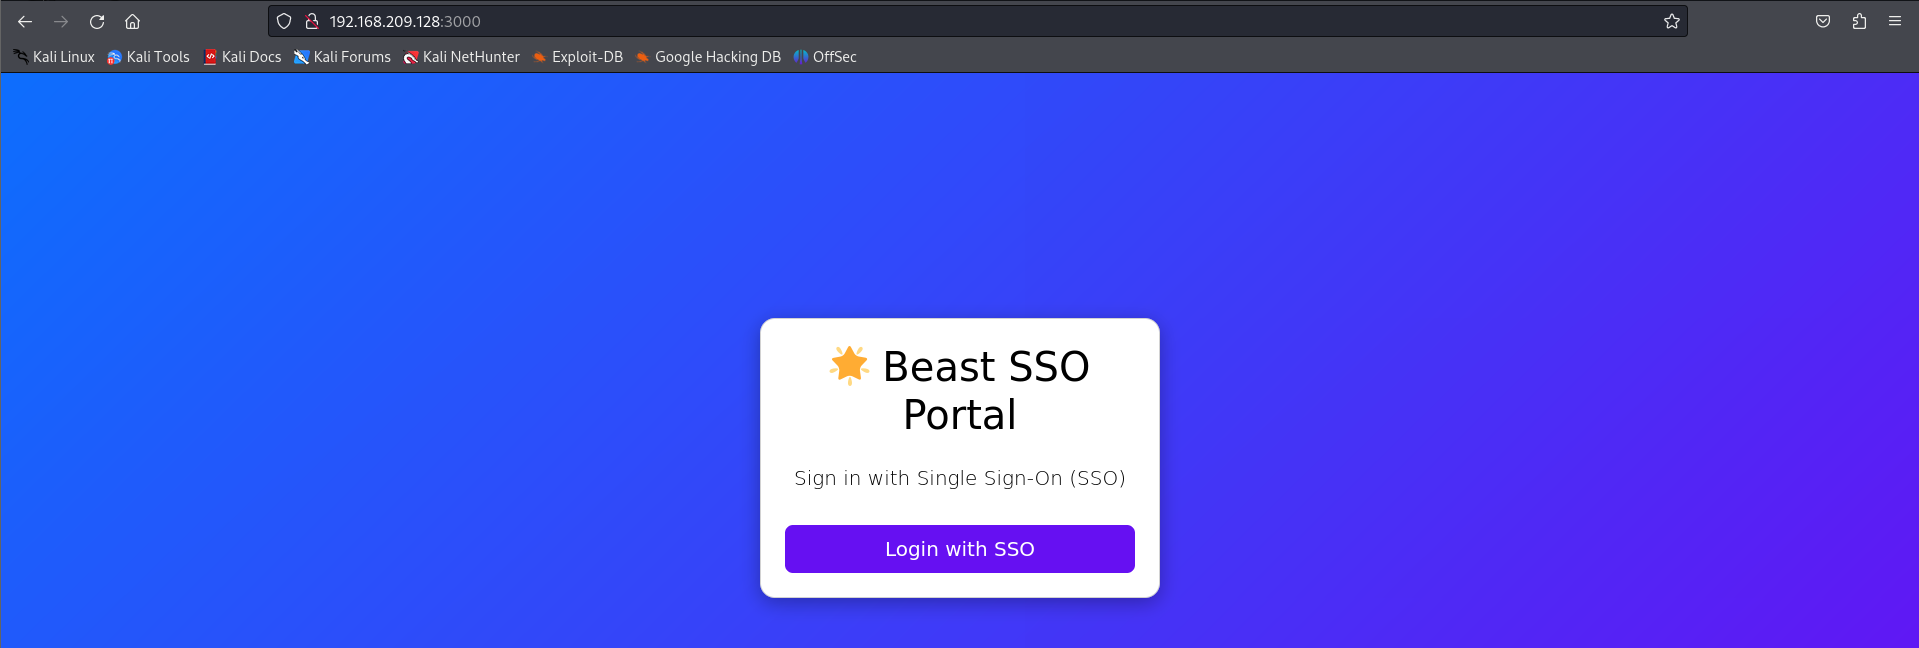 192.168.209.128:3000
Kali Linux Kali Tools Kali Docs Kali Forums Kali NetHunter Exploit-DB Google Hacking DB OffSec
Beast SSO
Portal
Sign in with Single Sign-On (SSO)
Login with SSO